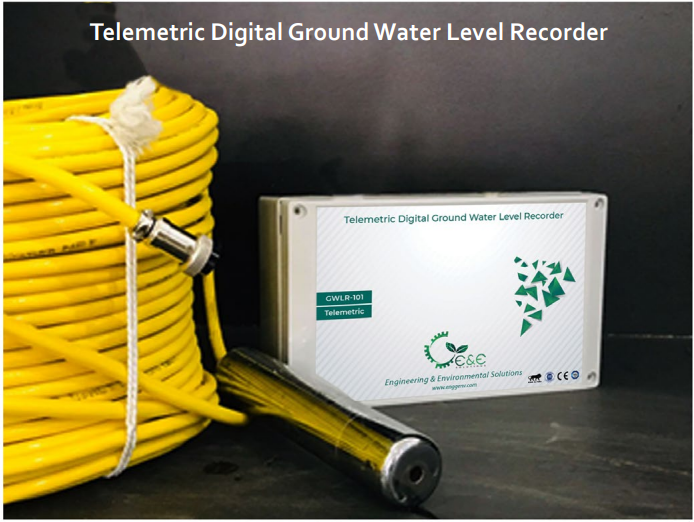 Telemetric Digital Ground Water Level Recorder
Telemetric Digital Ground Water Level Recorder
GWLR-101
Telemetric
E&E
Engineering & Environmental Solutions
www.enggenv.com
CE